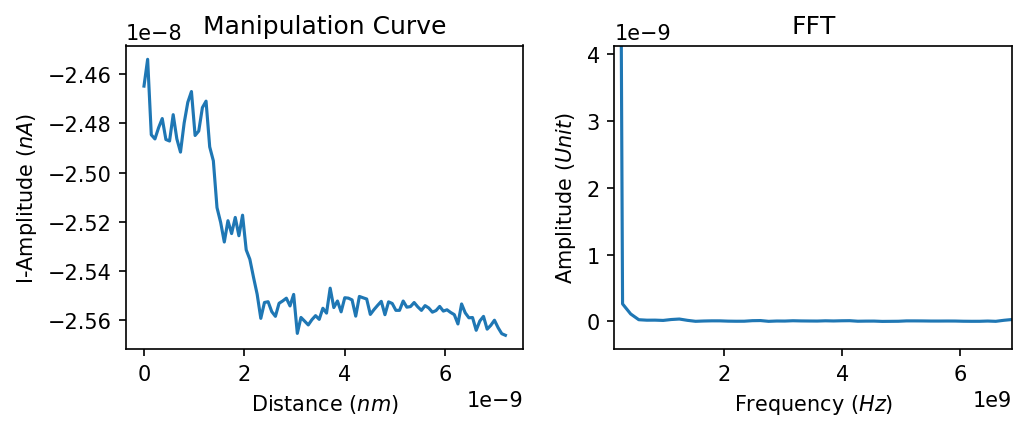 Manipulation Curve
1e−8
−2.46
−2.48
−2.50
−2.52
−2.54
−2.56
I-Amplitude (nA)
0
2
4
6
1e−9
Distance (nm)
FFT
1e−9
4
3
2
1
0
Amplitude (Unit)
2
4
6
1e9
Frequency (Hz)